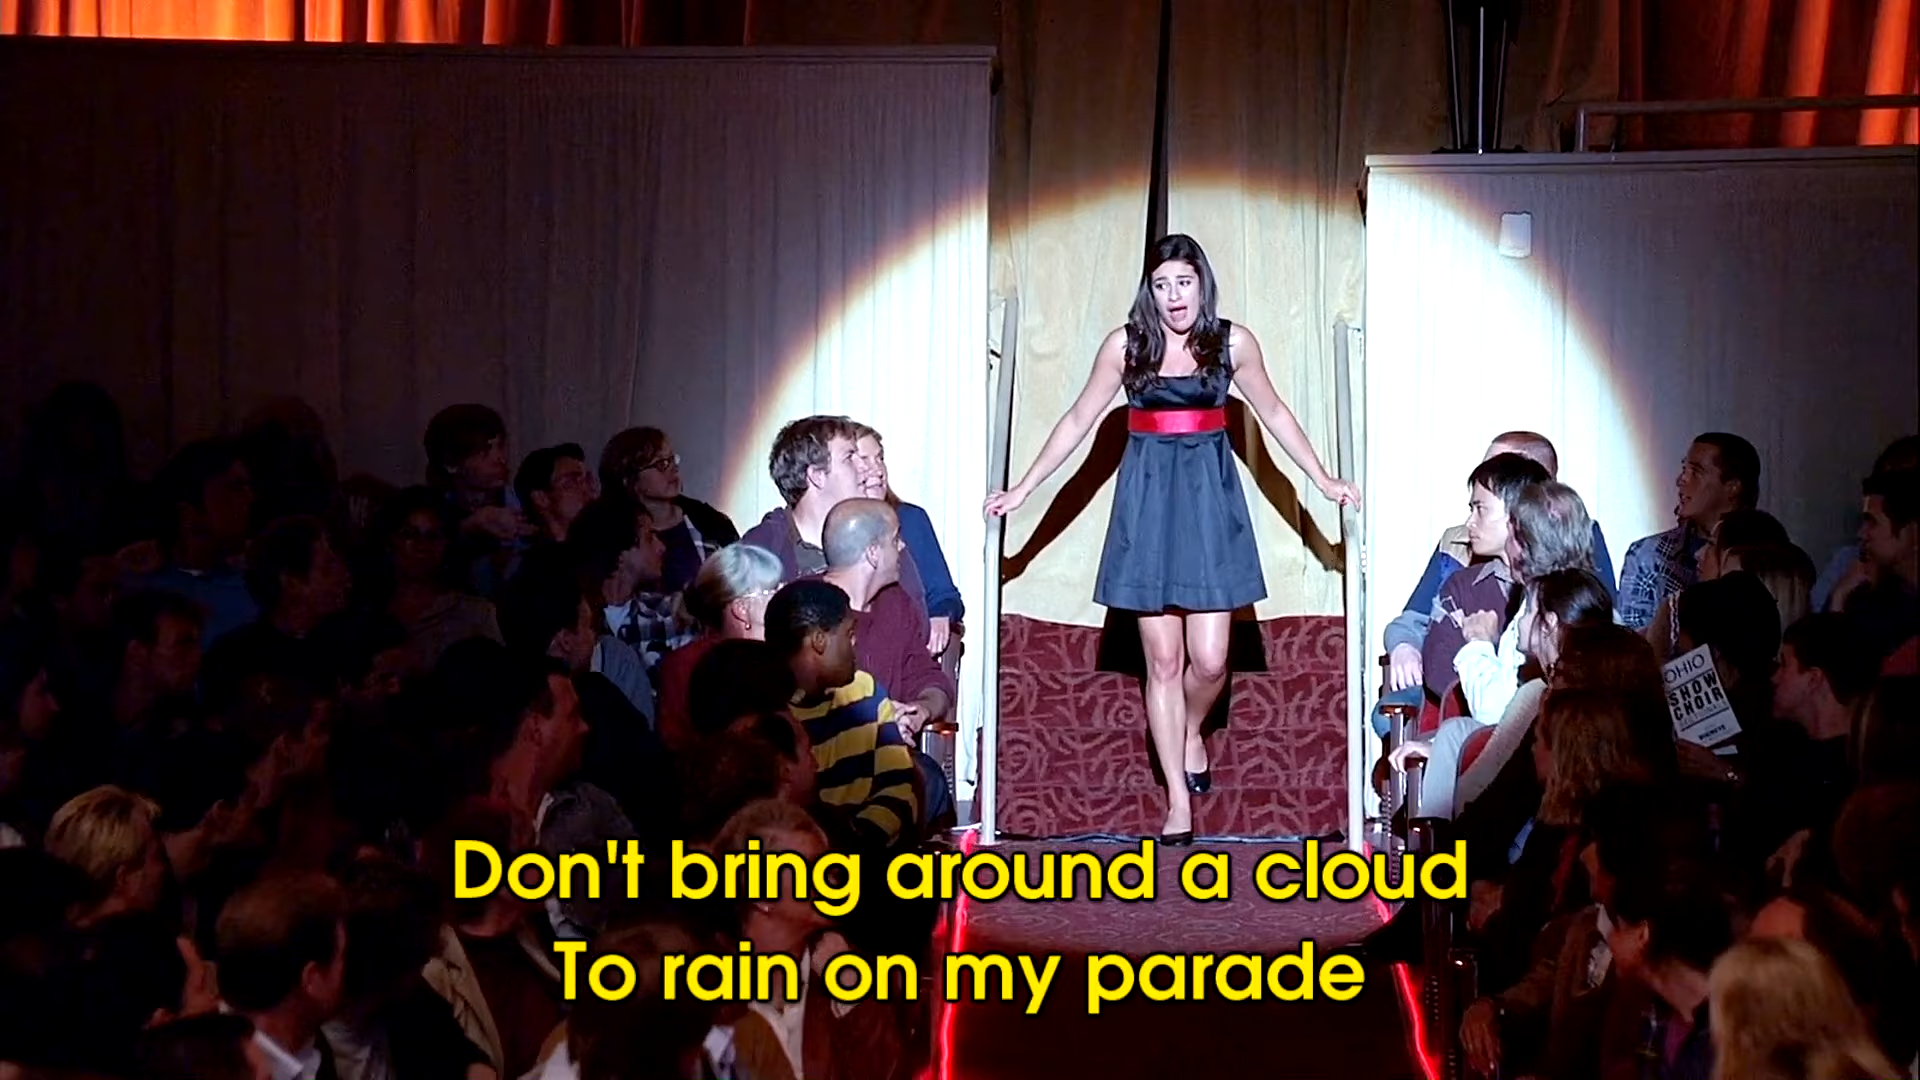 OHIO
SHOW
CHOIR
Don't bring around a cloud
To rain on my parade